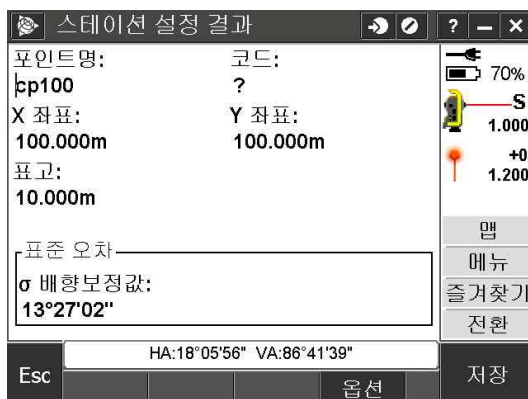 스테이션 설정 결과
? – ×
포인트명: 코드:
cp100 ?
X 좌표: Y 좌표:
100.000m 100.000m
표고:
10.000m
표준 오차
σ 배향보정값:
13°27'02"
70%
S
1.000
+0
1.200
맵
메뉴
즐겨찾기
전환
HA:18°05'56" VA:86°41'39"
Esc 옵션 저장